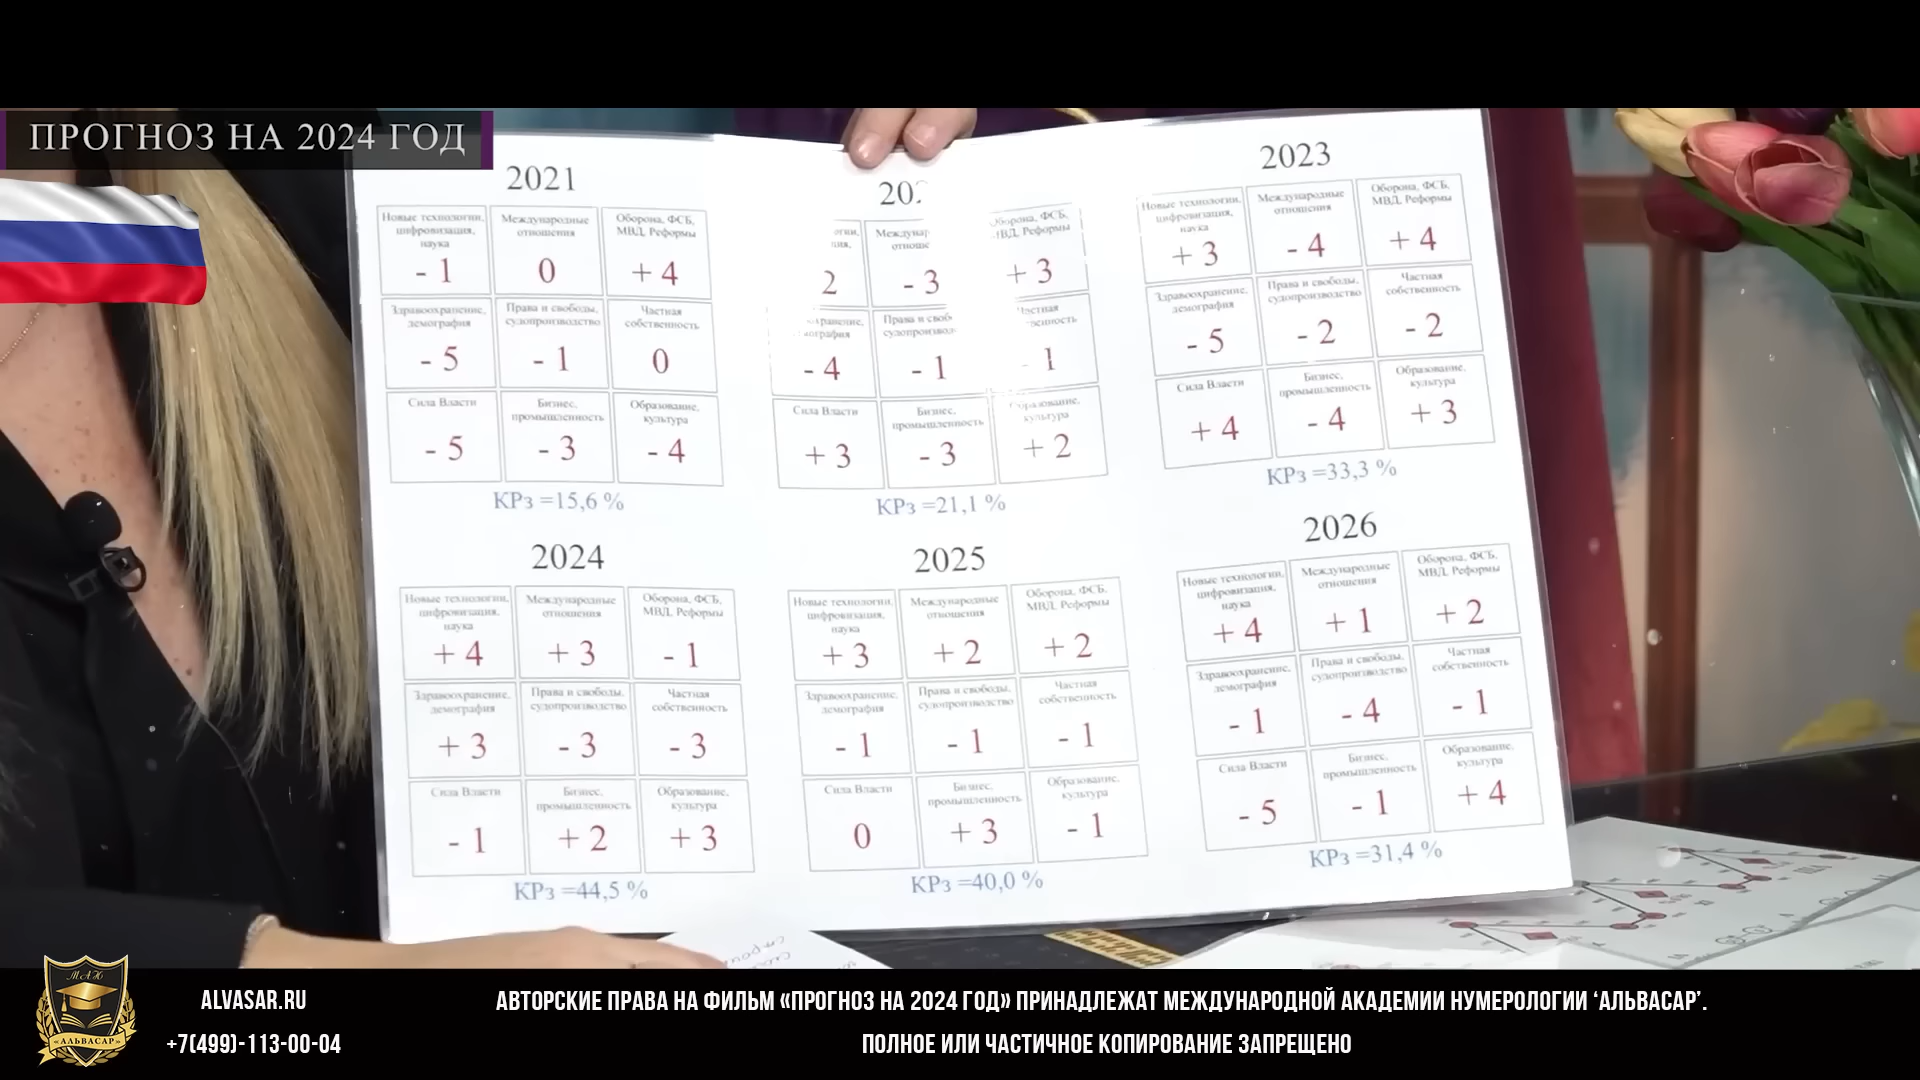 ПРОГНОЗ НА 2024 ГОД
2021
Новые технологии, цифровизация, наука
- 1
Международные отношения
0
Оборона, ФСБ, МВД, Реформы
+ 4
Здравоохранение, демография
- 5
Права и свободы, судопроизводство
- 1
Частная собственность
0
Сила Власти
- 5
Бизнес, промышленность
- 3
Образование, культура
- 4
КРз =15,6 %
2
- 3
Оборона, ФСБ,
МВД, Реформы
+ 3
- 4
- 1
- 1
Сила Власти
+ 3
Бизнес, промышленность
- 3
культура
+ 2
КРз =21,1 %
2023
Новые технологии, цифровизация, наука
+ 3
Международные отношения
- 4
Оборона, ФСБ, МВД, Реформы
+ 4
Здравоохранение, демография
- 5
Права и свободы, судопроизводство
- 2
Частная собственность
- 2
Сила Власти
+ 4
Бизнес, промышленность
- 4
Образование, культура
+ 3
КРз =33,3 %
2024
Новые технологии, цифровизация, наука
+ 4
Международные отношения
+ 3
Оборона, ФСБ, МВД, Реформы
- 1
Здравоохранение, демография
+ 3
Права и свободы, судопроизводство
- 3
Частная собственность
- 3
Сила Власти
- 1
Бизнес, промышленность
+ 2
Образование, культура
+ 3
КРз =44,5 %
2025
Новые технологии, цифровизация, наука
+ 3
Международные отношения
+ 2
Оборона, ФСБ, МВД, Реформы
+ 2
Здравоохранение, демография
- 1
Права и свободы, судопроизводство
- 1
Частная собственность
- 1
Сила Власти
0
Бизнес, промышленность
+ 3
Образование, культура
- 1
КРз =40,0 %
2026
Новые технологии, цифровизация, наука
+ 4
Международные отношения
+ 1
Оборона, ФСБ, МВД, Реформы
+ 2
Здравоохранение, демография
- 1
Права и свободы, судопроизводство
- 4
Частная собственность
- 1
Сила Власти
- 5
Бизнес, промышленность
- 1
Образование, культура
+ 4
КРз =31,4 %
МАН
«АЛЬВАСАР»
ALVASAR.RU
+7(499)-113-00-04
АВТОРСКИЕ ПРАВА НА ФИЛЬМ «ПРОГНОЗ НА 2024 ГОД» ПРИНАДЛЕЖАТ МЕЖДУНАРОДНОЙ АКАДЕМИИ НУМЕРОЛОГИИ ‘АЛЬВАСАР’.
ПОЛНОЕ ИЛИ ЧАСТИЧНОЕ КОПИРОВАНИЕ ЗАПРЕЩЕНО